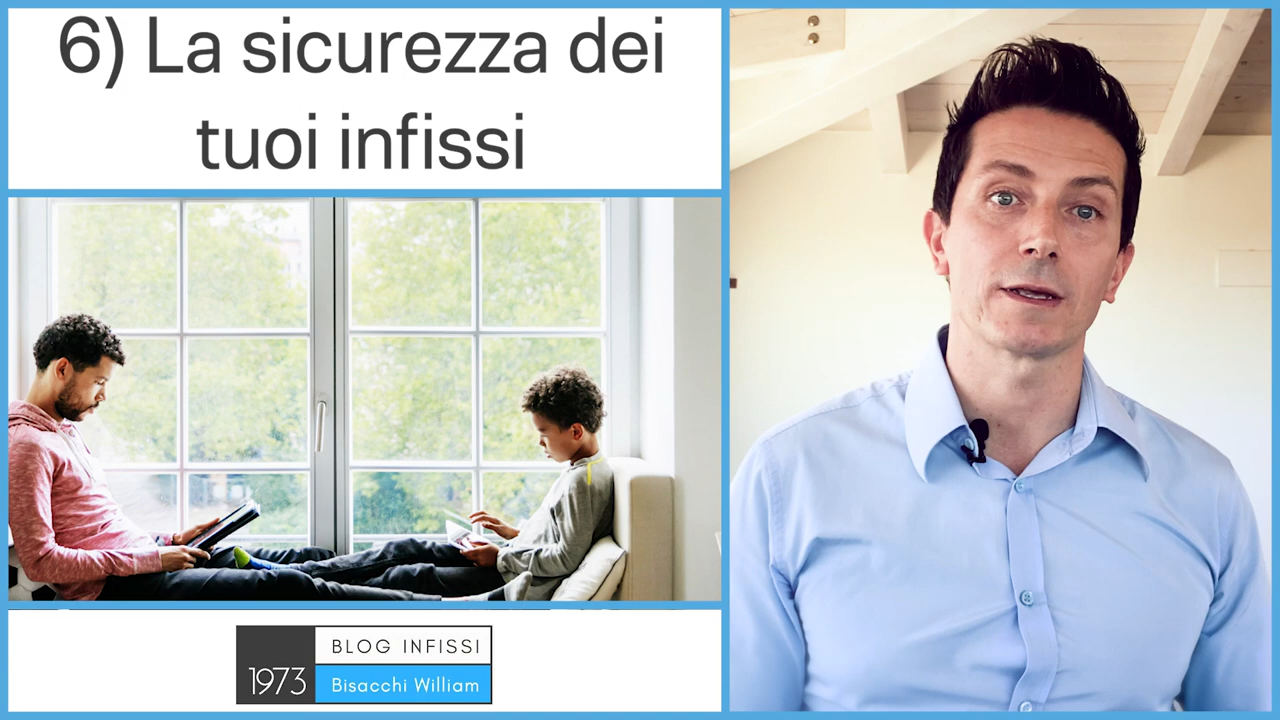 6) La sicurezza dei
tuoi infissi
1973
BLOG INFISSI
Bisacchi William